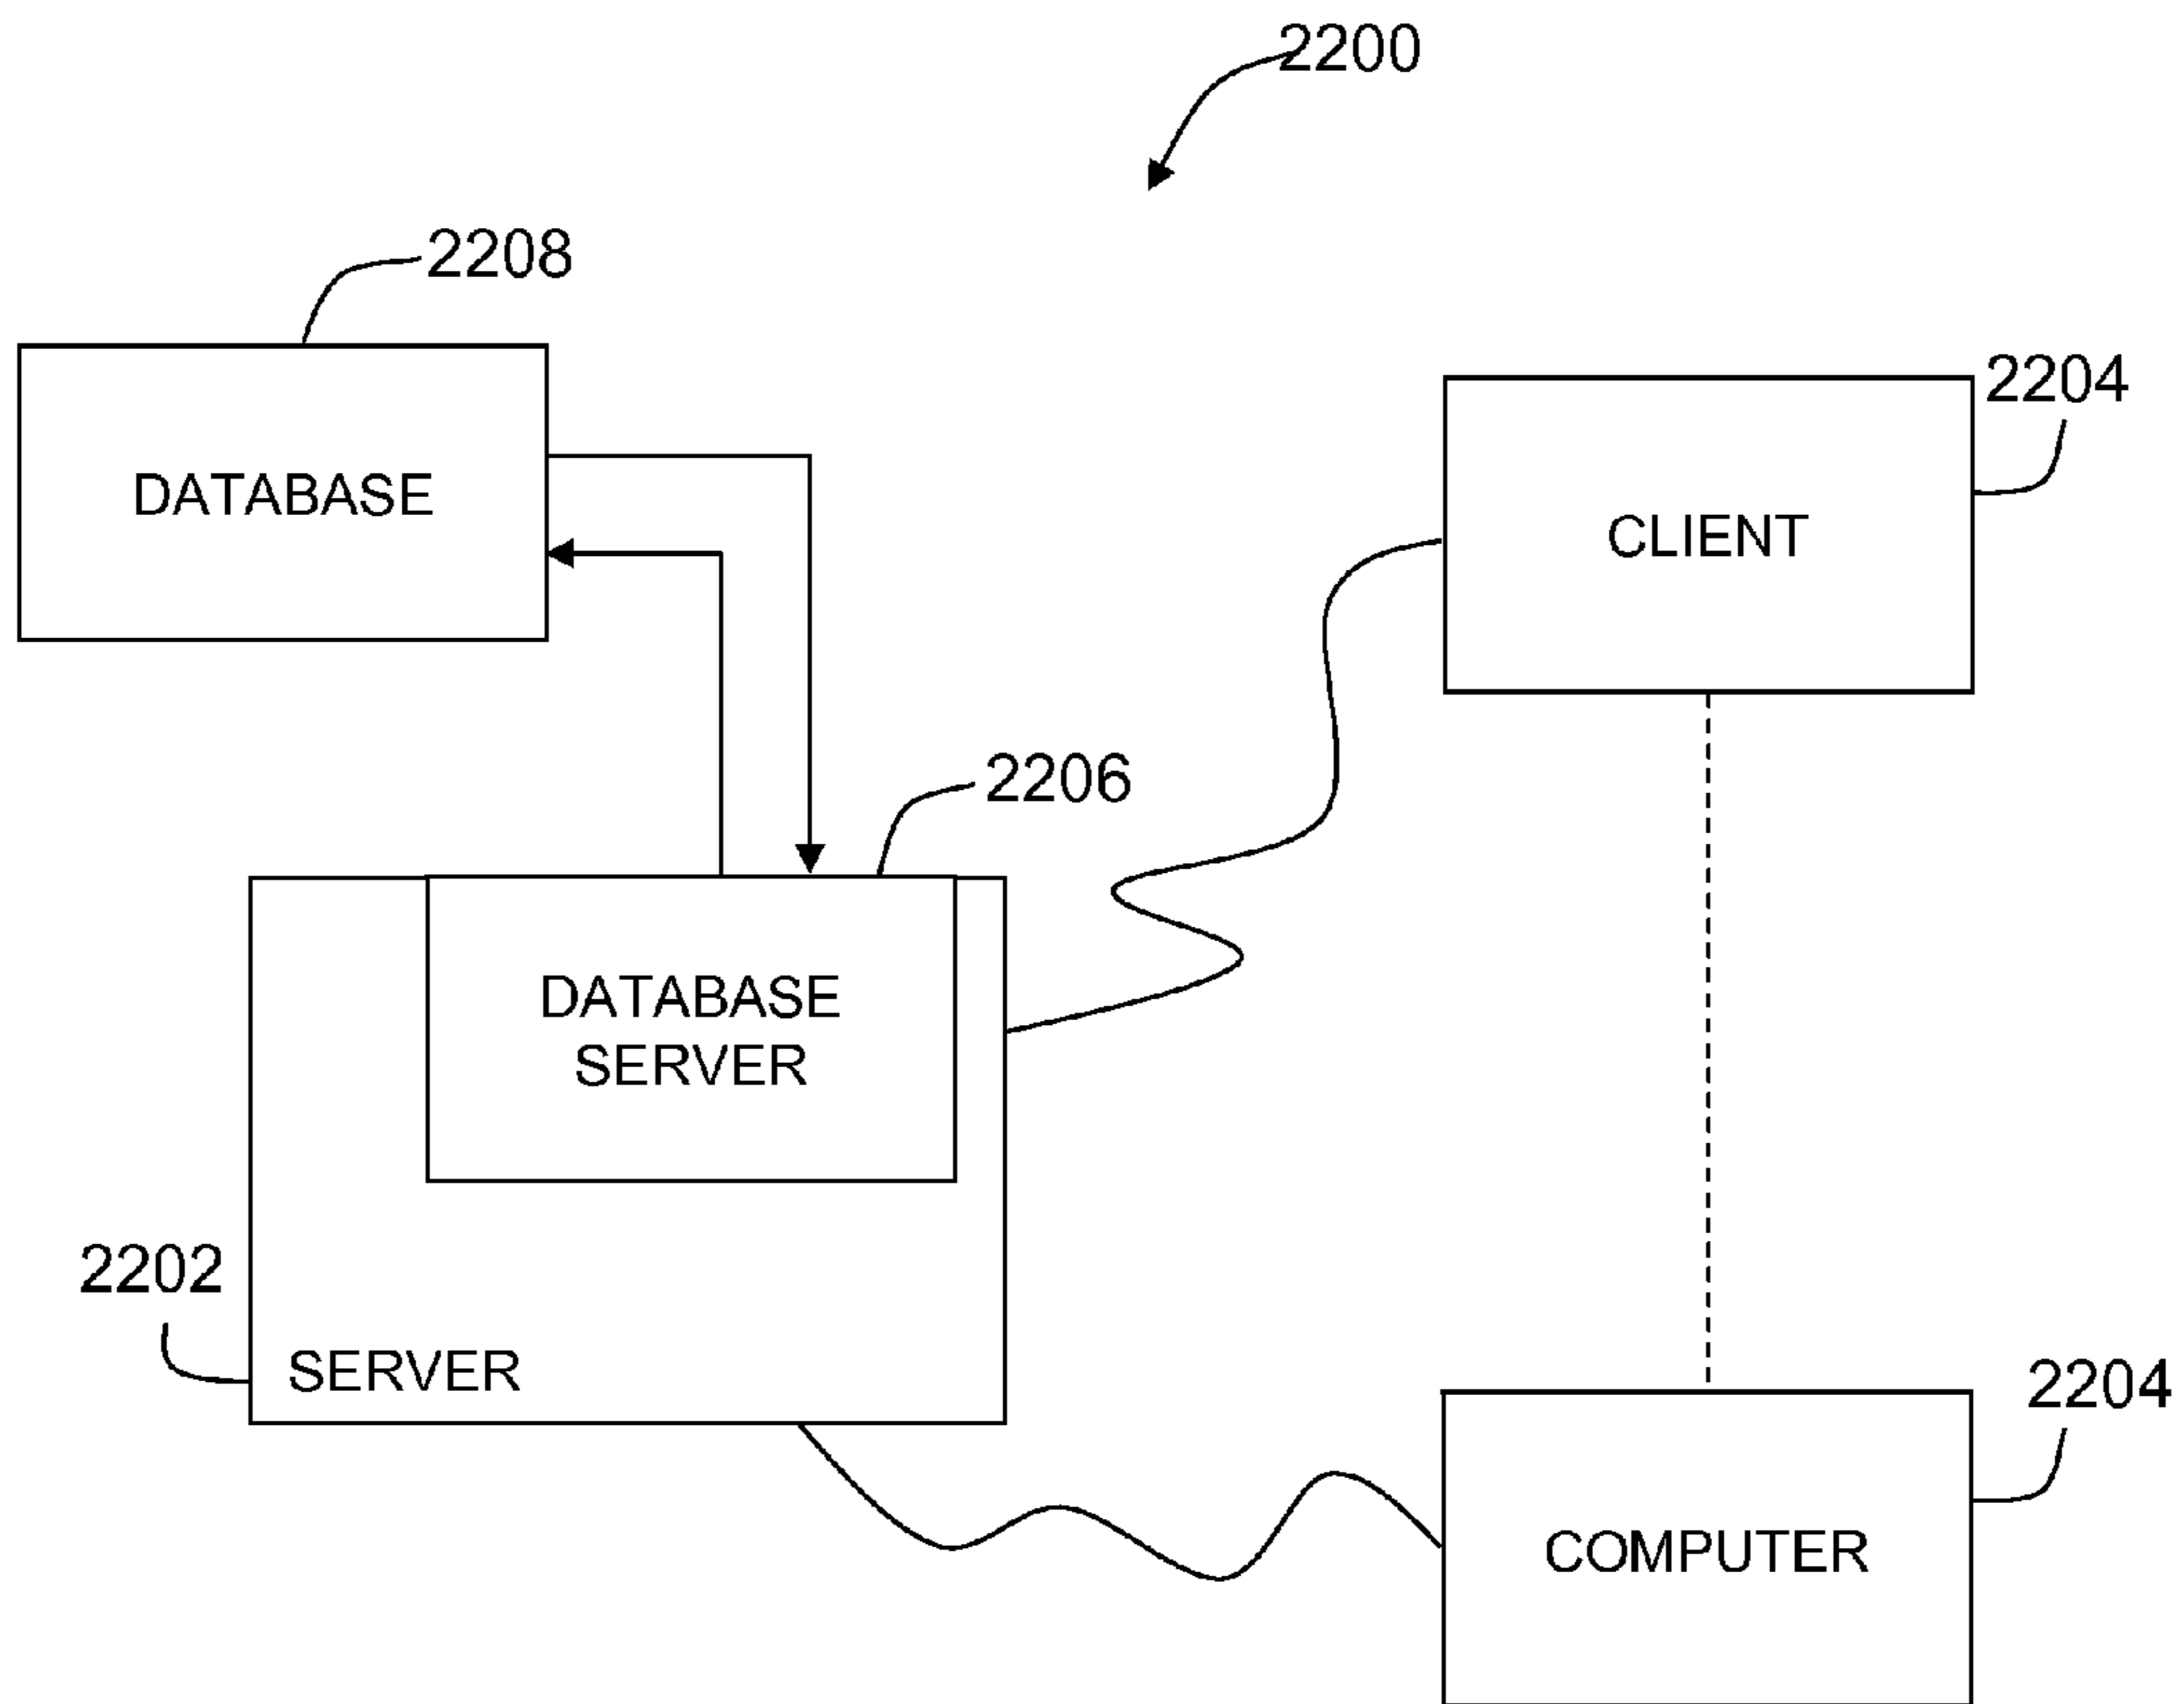 2200
2208
DATABASE
2204
CLIENT
2206
DATABASE
SERVER
2202
SERVER
2204
COMPUTER